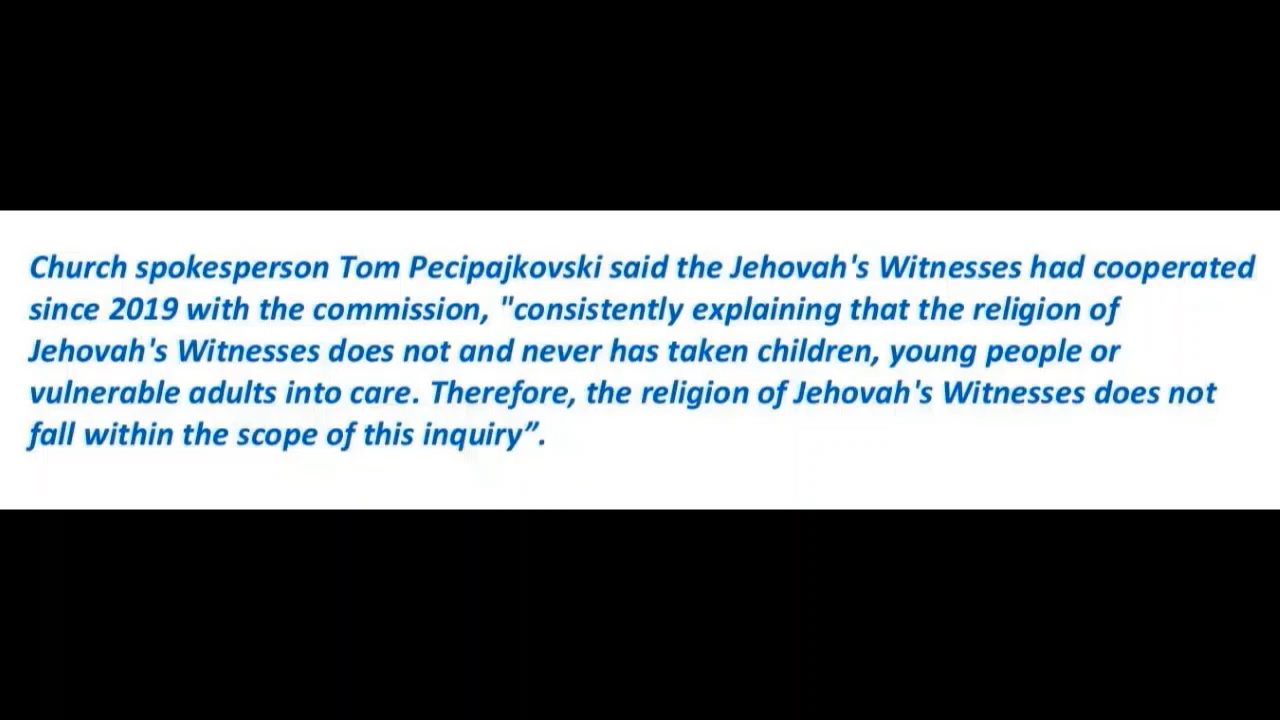 Church spokesperson Tom Pecipajkovski said the Jehovah's Witnesses had cooperated
since 2019 with the commission, "consistently explaining that the religion of
Jehovah's Witnesses does not and never has taken children, young people or
vulnerable adults into care. Therefore, the religion of Jehovah's Witnesses does not
fall within the scope of this inquiry”.